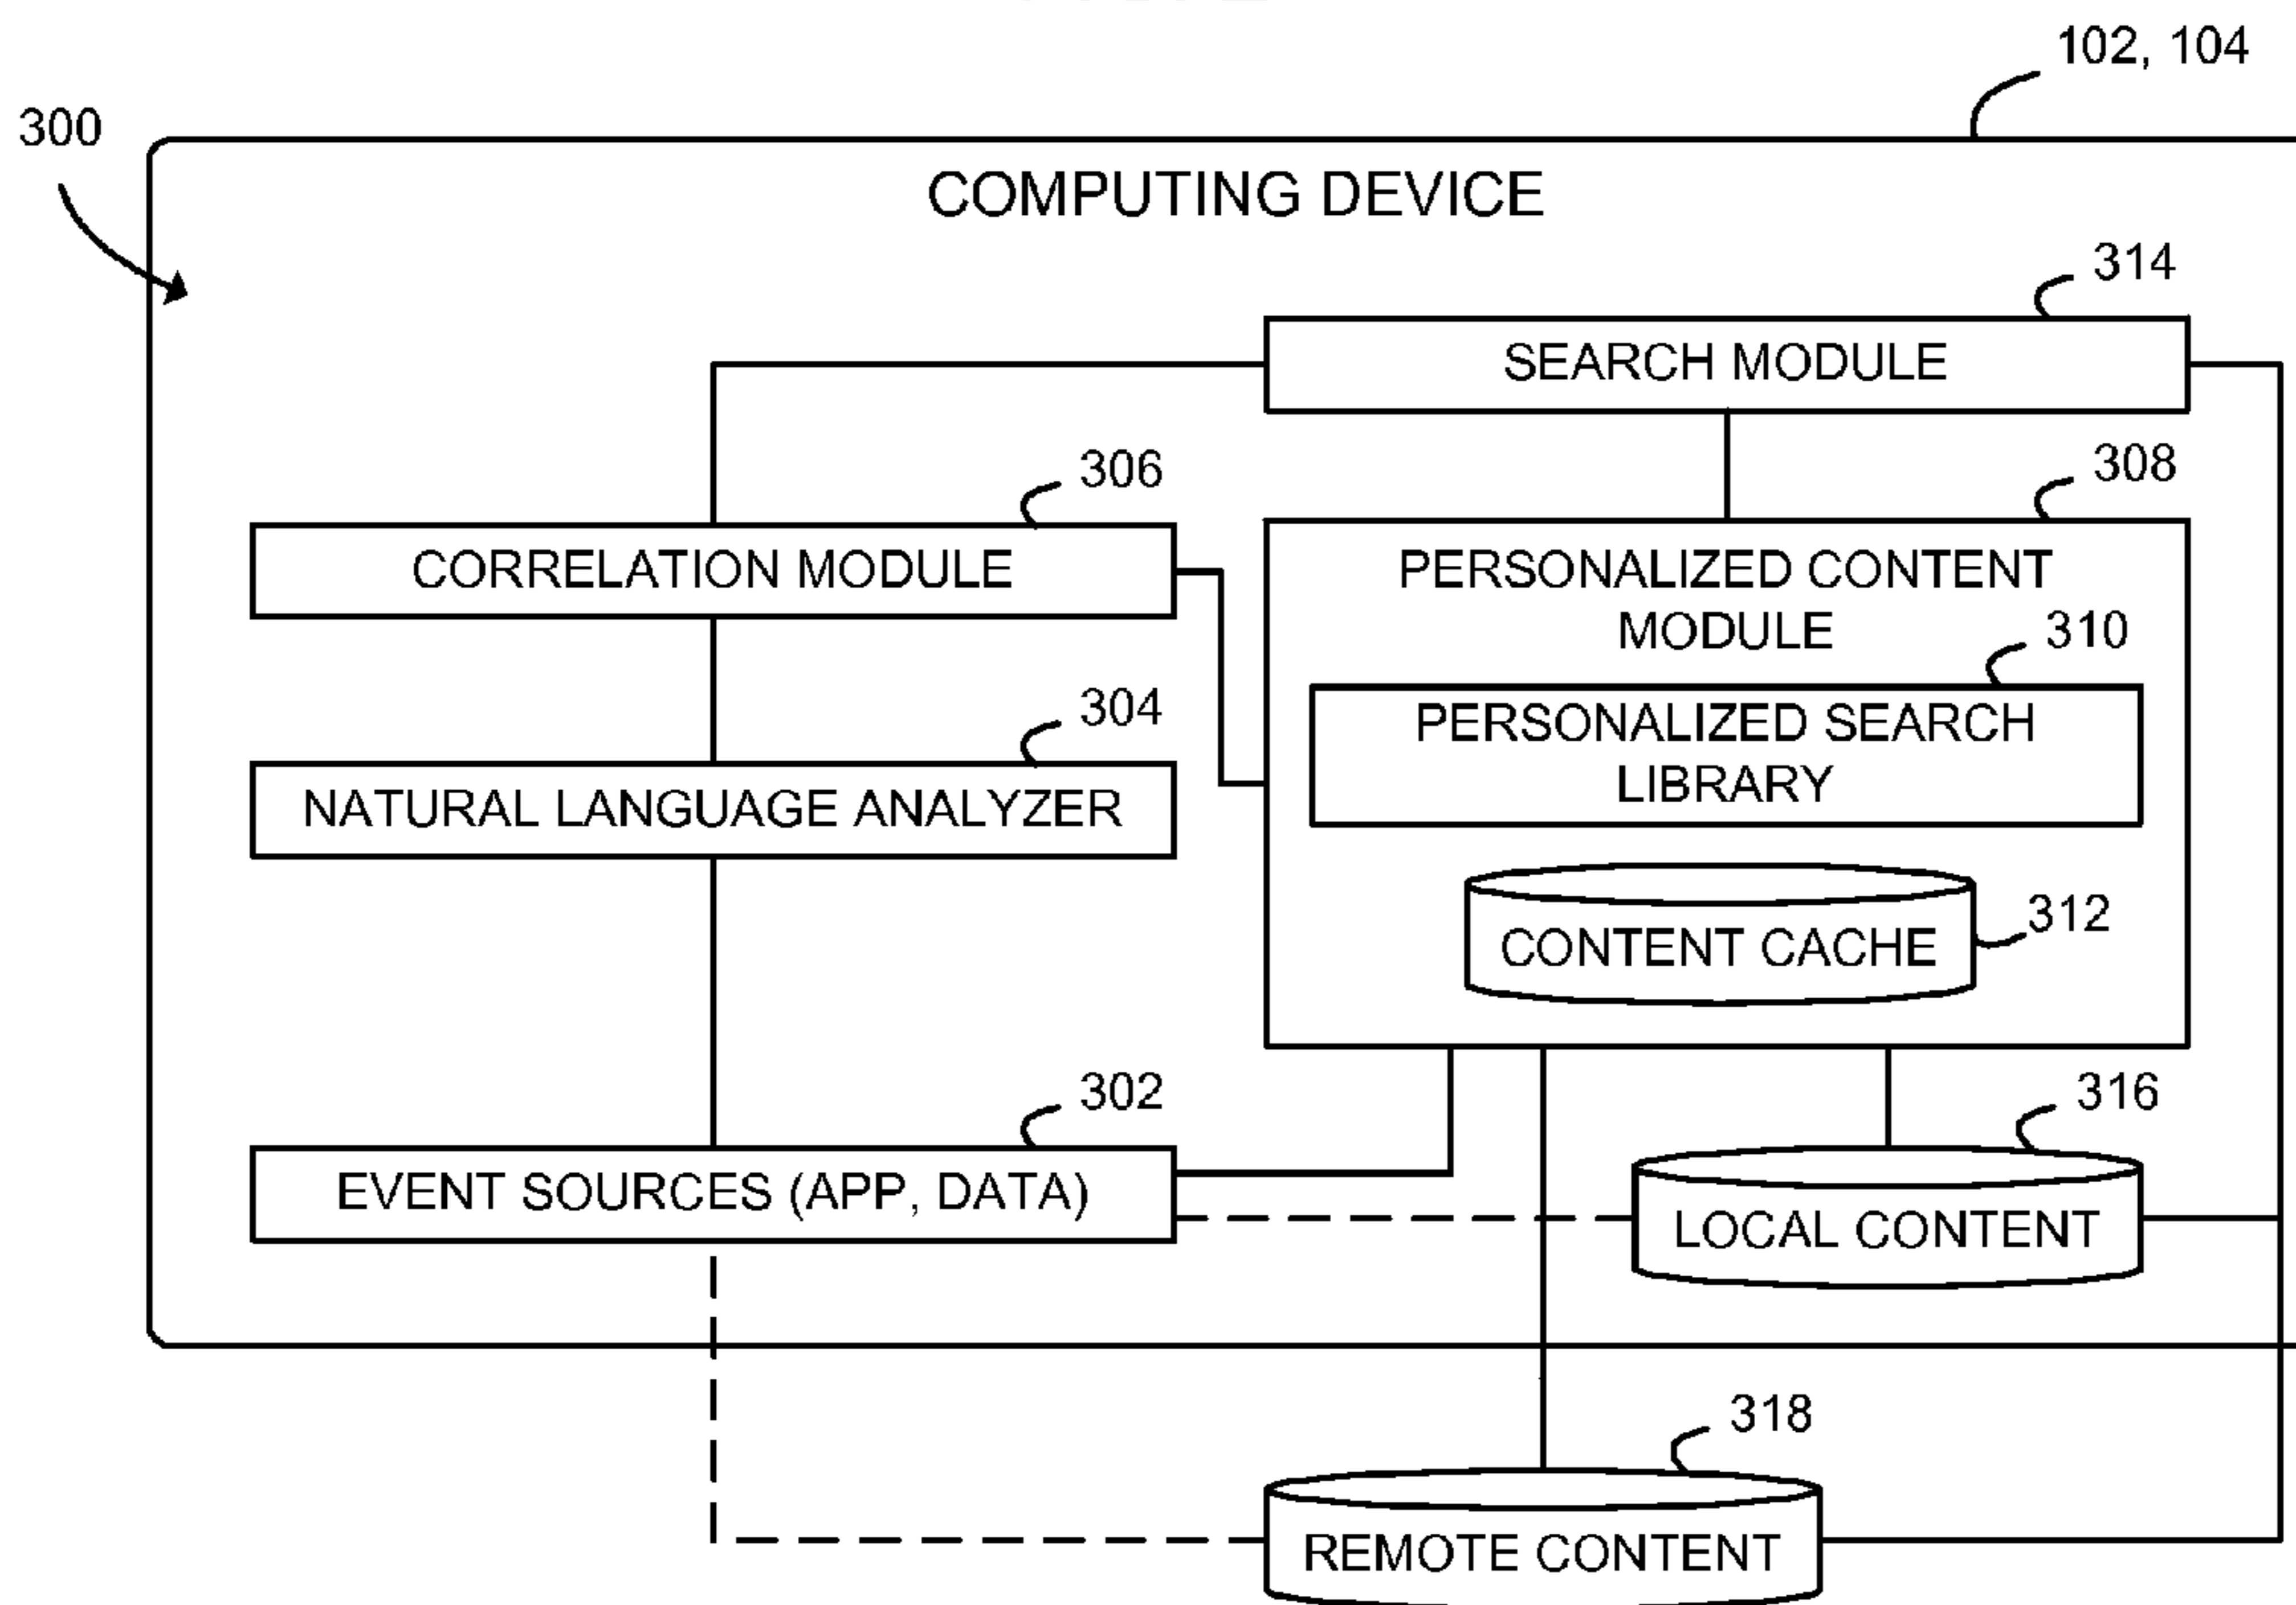 102, 104
300
COMPUTING DEVICE
314
SEARCH MODULE
306
308
CORRELATION MODULE
PERSONALIZED CONTENT
MODULE
310
304
PERSONALIZED SEARCH
LIBRARY
NATURAL LANGUAGE ANALYZER
312
CONTENT CACHE
302
316
EVENT SOURCES (APP, DATA)
LOCAL CONTENT
318
REMOTE CONTENT